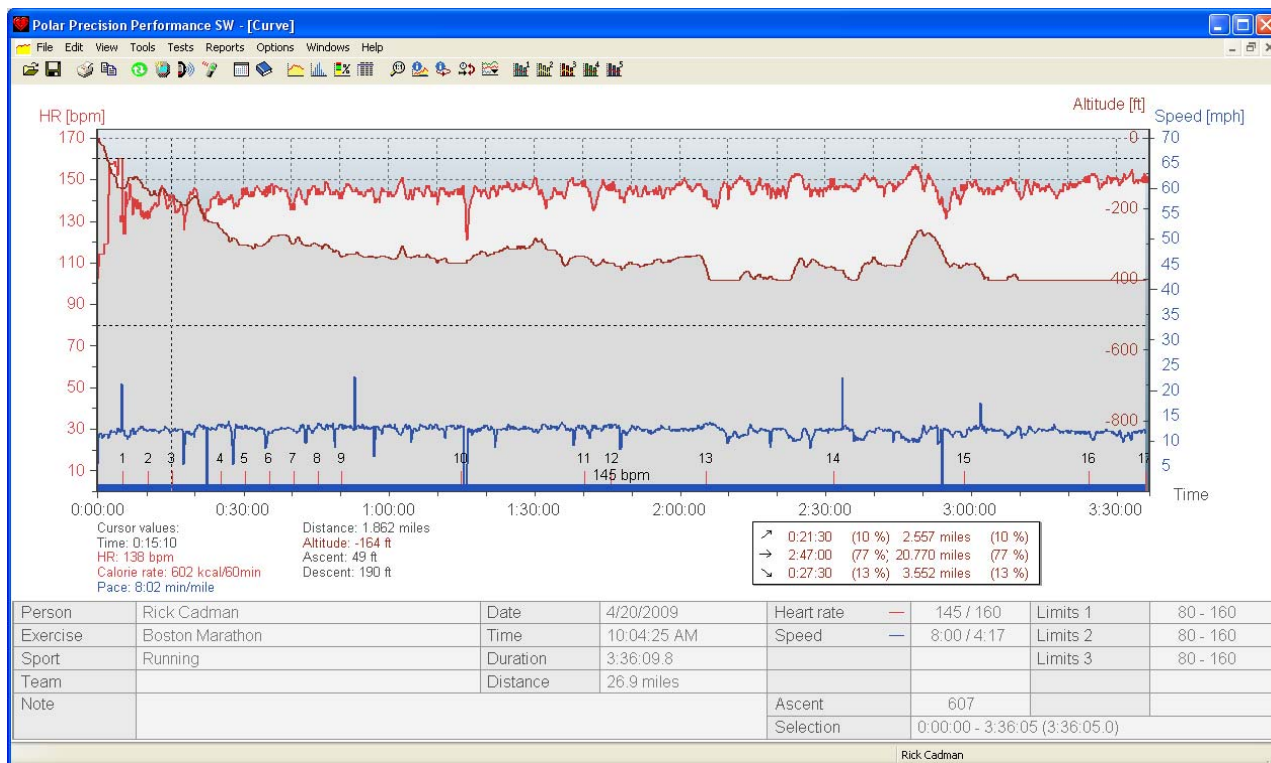 Polar Precision Performance SW - [Curve]
File Edit View Tools Tests Reports Options Windows Help
HR [bpm] Altitude [ft] Speed [mph]
170 0 70
65
150 60
-200 55
130 50
110 45
-400 40
90 35
70 -600 30
25
50 20
-800 15
30 10
1 2 3 4 5 6 7 8 9 10 11 12 13 14 15 16 17
10 145 bpm 5
Time
0:00:00 0:30:00 1:00:00 1:30:00 2:00:00 2:30:00 3:00:00 3:30:00
Cursor values: Distance: 1.862 miles
Time: 0:15:10 Altitude: -164 ft
HR: 138 bpm Ascent: 49 ft
Calorie rate: 602 kcal/60min Descent: 190 ft
Pace: 8:02 min/mile
↗ 0:21:30 (10 %) 2.557 miles (10 %)
→ 2:47:00 (77 %) 20.770 miles (77 %)
↘ 0:27:30 (13 %) 3.552 miles (13 %)
Person Rick Cadman Date 4/20/2009 Heart rate 145 / 160 Limits 1 80 - 160
Exercise Boston Marathon Time 10:04:25 AM Speed 8:00 / 4:17 Limits 2 80 - 160
Sport Running Duration 3:36:09.8 Limits 3 80 - 160
Team Distance 26.9 miles
Note Ascent 607
Selection 0:00:00 - 3:36:05 (3:36:05.0)
Rick Cadman